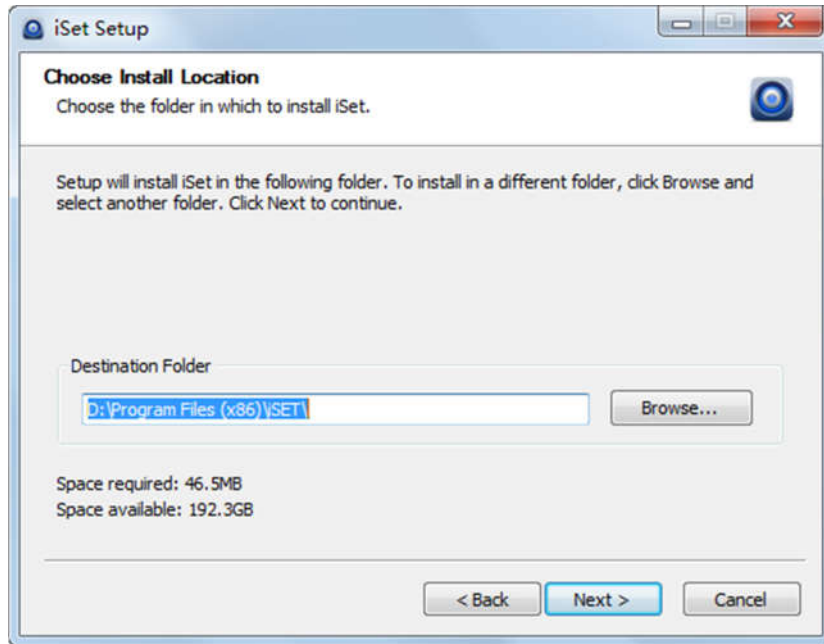 iSet Setup
Choose Install Location
Choose the folder in which to install iSet.
Setup will install iSet in the following folder. To install in a different folder, click Browse and
select another folder. Click Next to continue.
Destination Folder
D:\Program Files (x86)\iSET\
Browse...
Space required: 46.5MB
Space available: 192.3GB
< Back
Next >
Cancel